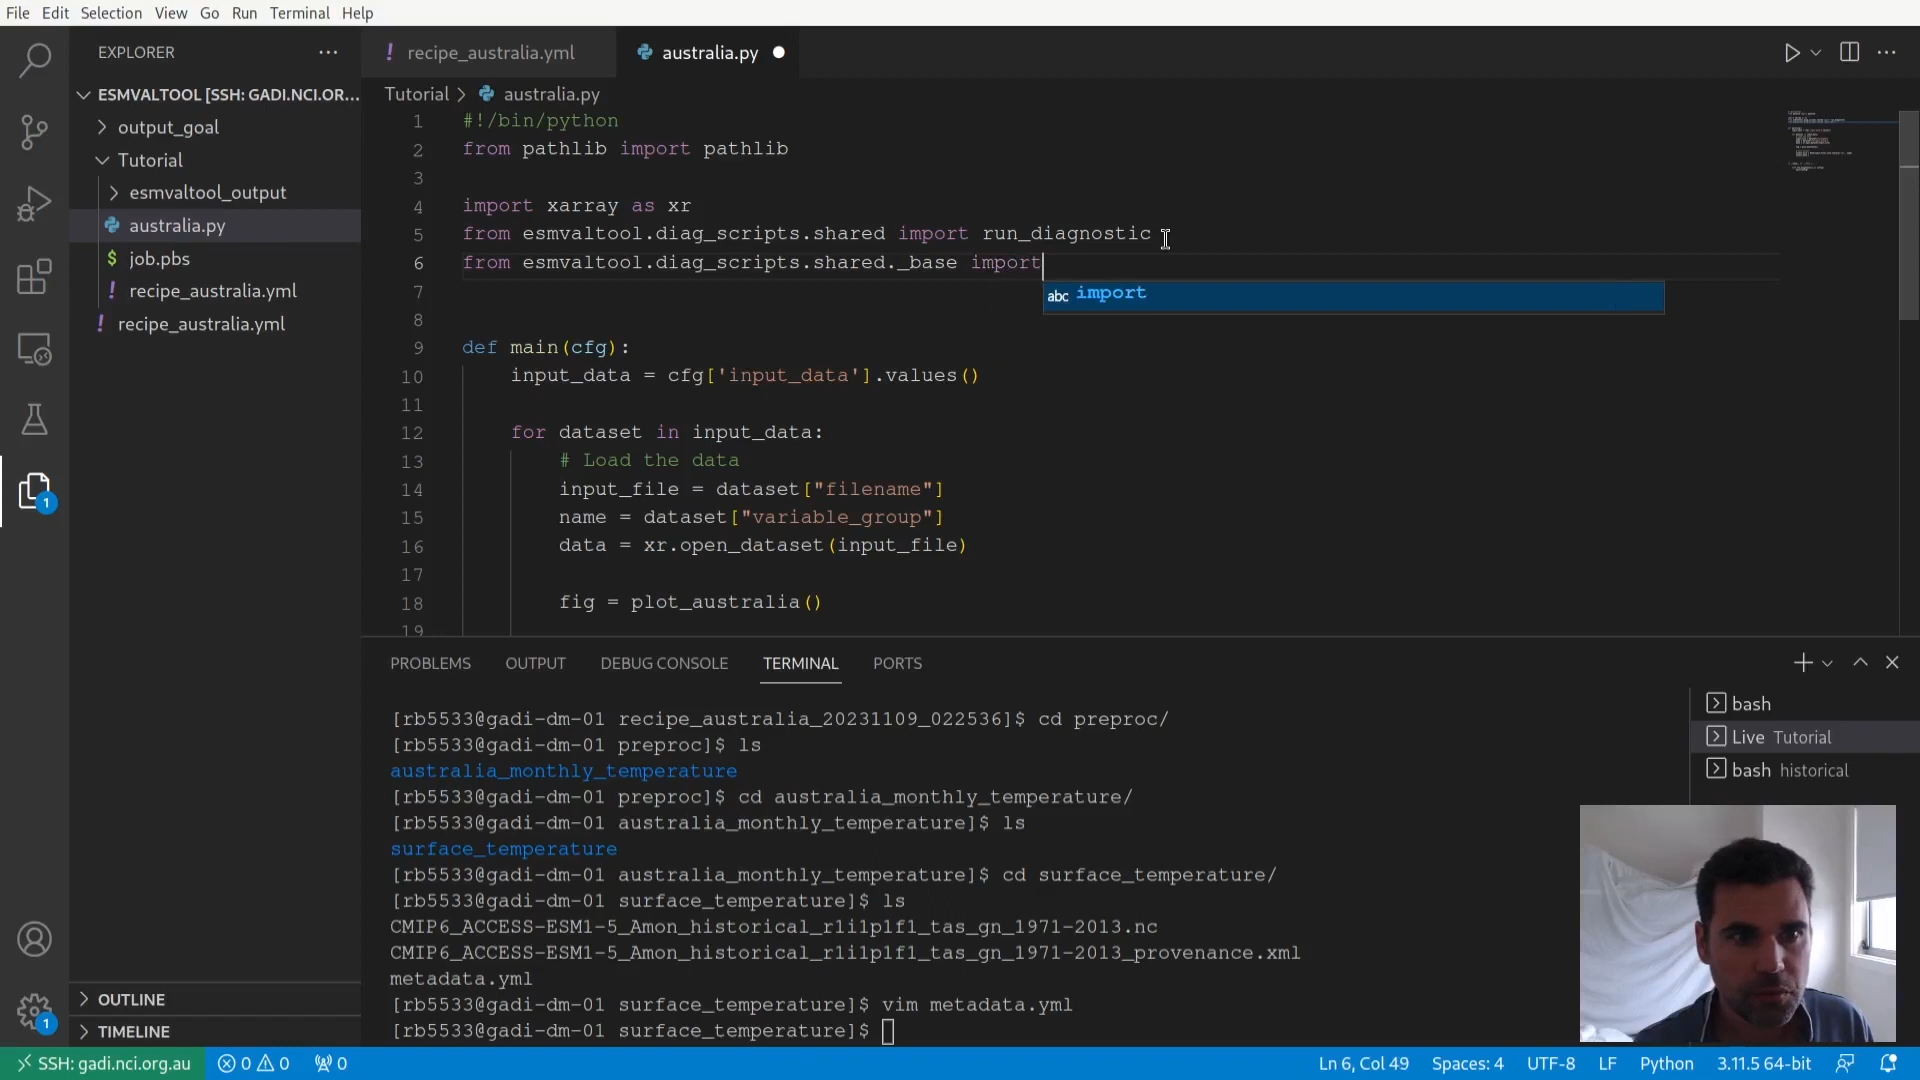 File Edit Selection View Go Run Terminal Help
EXPLORER
ESMVALTOOL [SSH: GADI.NCI.OR...
output_goal
Tutorial
esmvaltool_output
australia.py
job.pbs
recipe_australia.yml
recipe_australia.yml
OUTLINE
TIMELINE
recipe_australia.yml
australia.py
Tutorial > australia.py
1 #!/bin/python
2 from pathlib import pathlib
3
4 import xarray as xr
5 from esmvaltool.diag_scripts.shared import run_diagnostic
6 from esmvaltool.diag_scripts.shared._base import
abc import
7
8
9 def main(cfg):
10 input_data = cfg['input_data'].values()
11
12 for dataset in input_data:
13 # Load the data
14 input_file = dataset["filename"]
15 name = dataset["variable_group"]
16 data = xr.open_dataset(input_file)
17
18 fig = plot_australia()
19
PROBLEMS OUTPUT DEBUG CONSOLE TERMINAL PORTS
[rb5533@gadi-dm-01 recipe_australia_20231109_022536]$ cd preproc/
[rb5533@gadi-dm-01 preproc]$ ls
australia_monthly_temperature
[rb5533@gadi-dm-01 preproc]$ cd australia_monthly_temperature/
[rb5533@gadi-dm-01 australia_monthly_temperature]$ ls
surface_temperature
[rb5533@gadi-dm-01 australia_monthly_temperature]$ cd surface_temperature/
[rb5533@gadi-dm-01 surface_temperature]$ ls
CMIP6_ACCESS-ESM1-5_Amon_historical_r1i1p1f1_tas_gn_1971-2013.nc
CMIP6_ACCESS-ESM1-5_Amon_historical_r1i1p1f1_tas_gn_1971-2013_provenance.xml
metadata.yml
[rb5533@gadi-dm-01 surface_temperature]$ vim metadata.yml
[rb5533@gadi-dm-01 surface_temperature]$
bash
Live Tutorial
bash historical
1
1
SSH: gadi.nci.org.au 0 0 0 Ln 6, Col 49 Spaces: 4 UTF-8 LF Python 3.11.5 64-bit